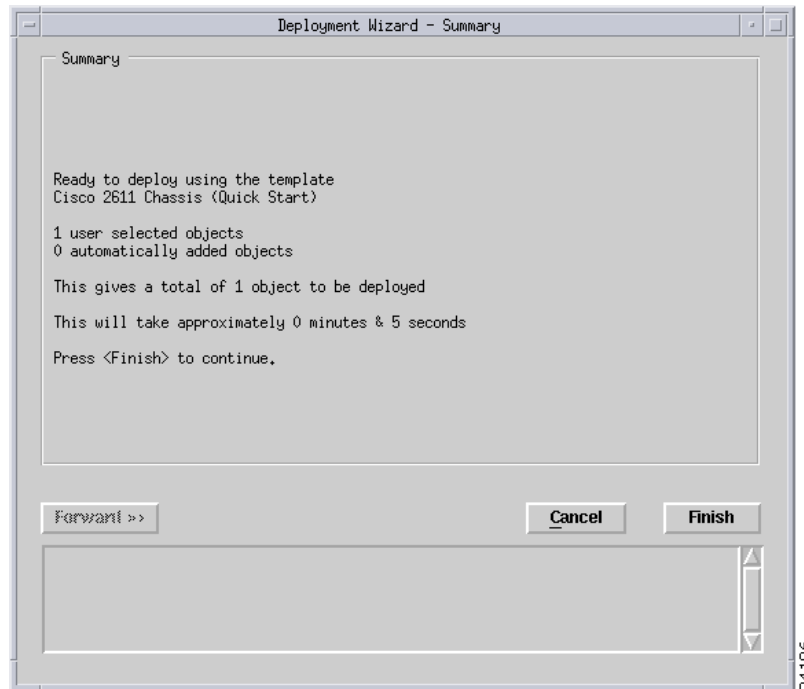 Deployment Wizard - Summary
Summary
Ready to deploy using the template
Cisco 2611 Chassis (Quick Start)
1 user selected objects
0 automatically added objects
This gives a total of 1 object to be deployed
This will take approximately 0 minutes & 5 seconds
Press <Finish> to continue.
Forward >>
Cancel
Finish